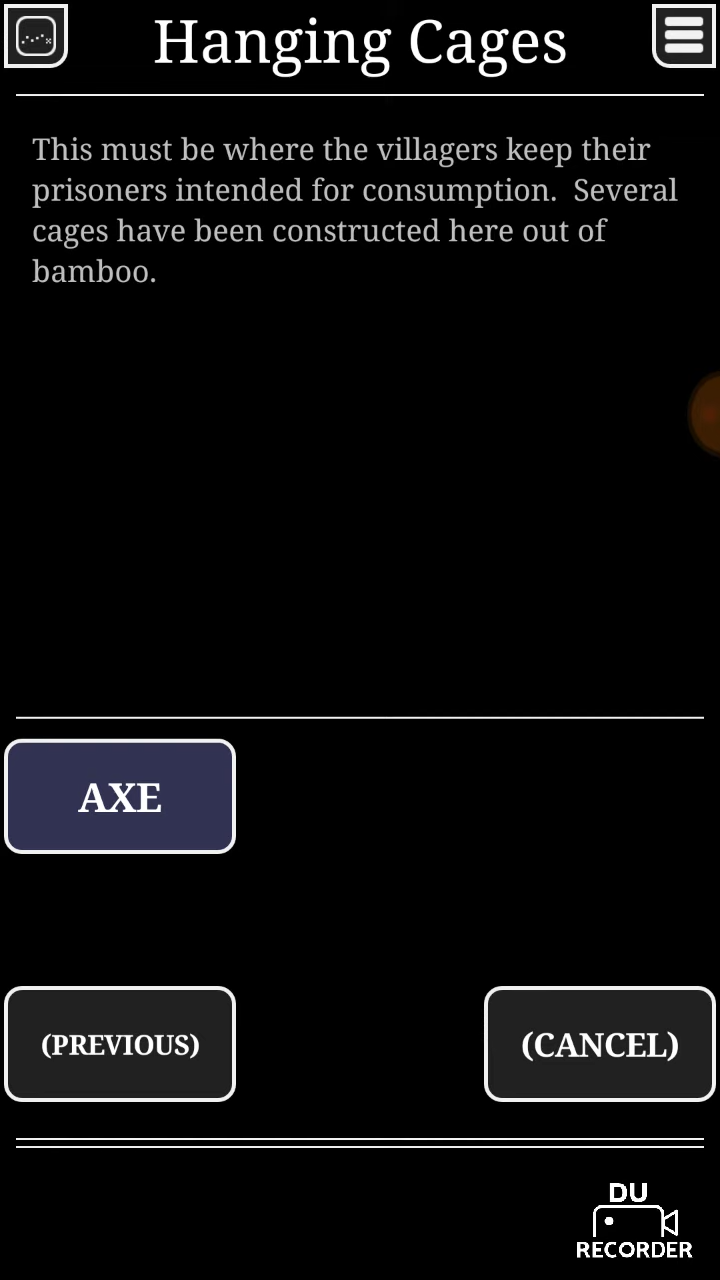 Hanging Cages
This must be where the villagers keep their
prisoners intended for consumption.  Several
cages have been constructed here out of
bamboo.
AXE
(PREVIOUS)
(CANCEL)
DU
RECORDER